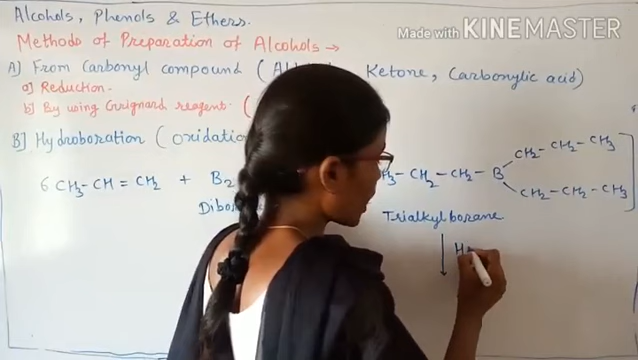 Alcohols, Phenols & Ethers.
Made with KINEMASTER
Methods of Preparation of Alcohols →
A) From Carbonyl compound ( Ketone, Carbonylic acid)
a) Reduction.
b) By using Grignard reagent. (
B] Hydroboration ( Oxidation
CH₂- CH₂- CH₃
6 CH₃- CH = CH₂ + B₂ - CH₂ - CH₂ - B
CH₂- CH₂ - CH₃
Trialkyl borane
↓ H